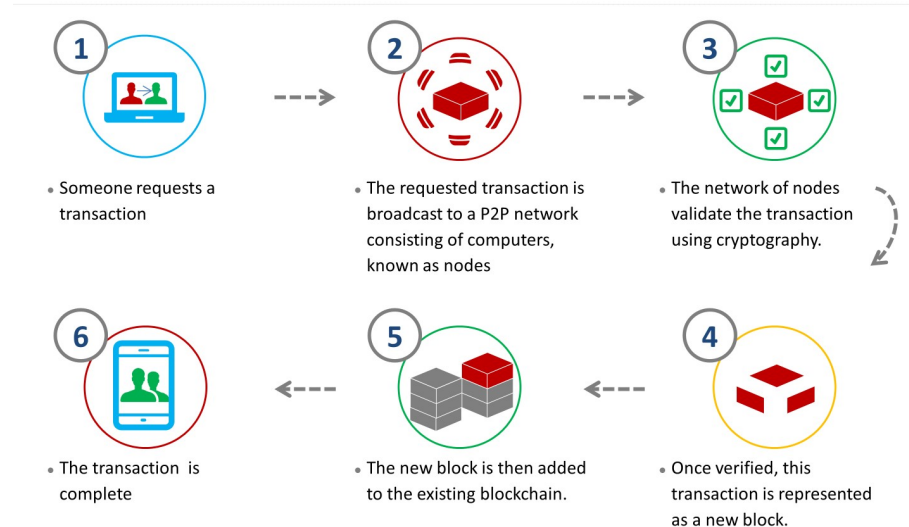 1
• Someone requests a
transaction
2
• The requested transaction is
broadcast to a P2P network
consisting of computers,
known as nodes
3
• The network of nodes
validate the transaction
using cryptography.
4
• Once verified, this
transaction is represented
as a new block.
5
• The new block is then added
to the existing blockchain.
6
• The transaction is
complete